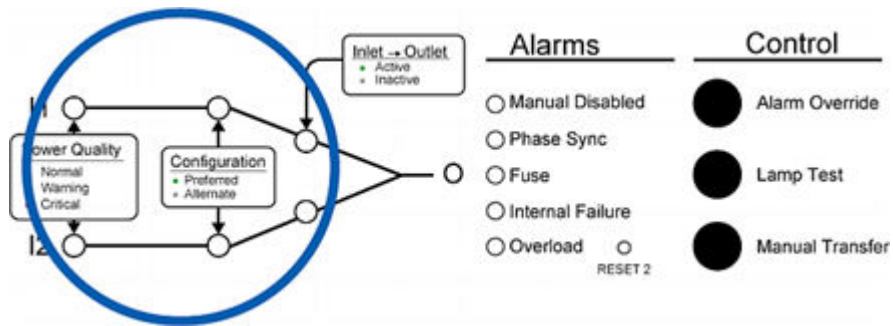 Inlet → Outlet
Active
Inactive
I1
Power Quality
Normal
Warning
Critical
Configuration
Preferred
Alternate
I2
O
Alarms
Manual Disabled
Phase Sync
Fuse
Internal Failure
Overload
RESET 2
Control
Alarm Override
Lamp Test
Manual Transfer